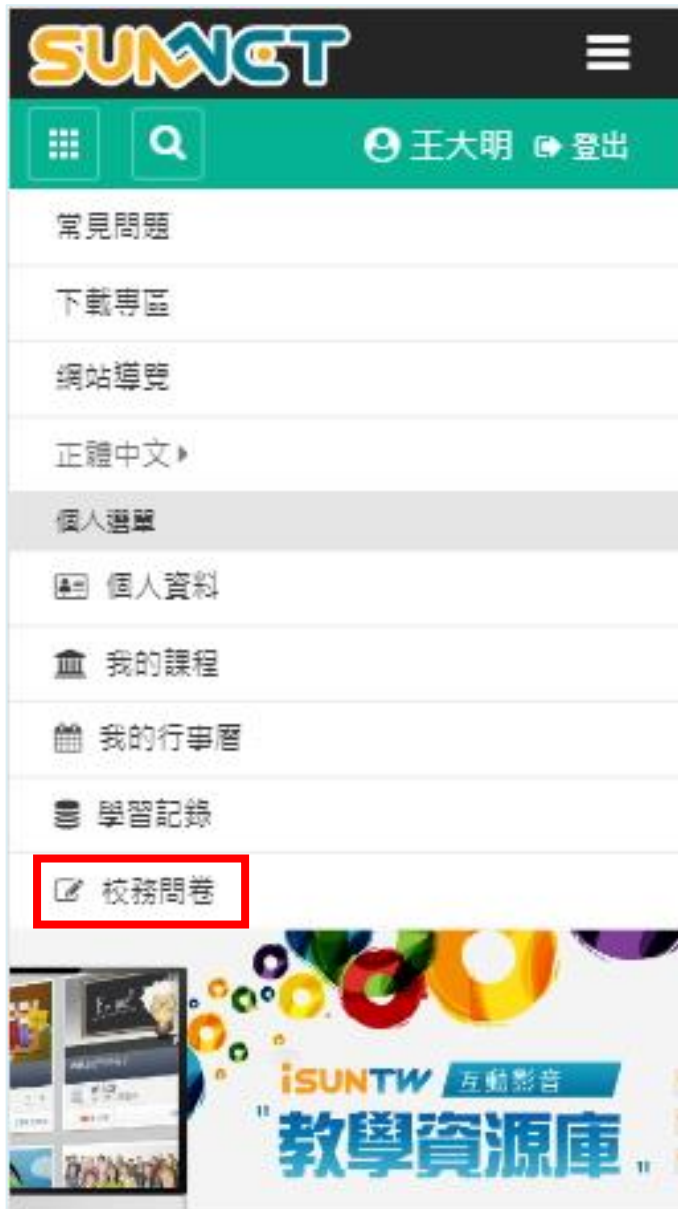 SUNNET
王大明 登出
常見問題
下載專區
網站導覽
正體中文
個人選單
個人資料
我的課程
我的行事曆
學習記錄
校務問卷
iSUNTW 互動影音
"教學資源庫"